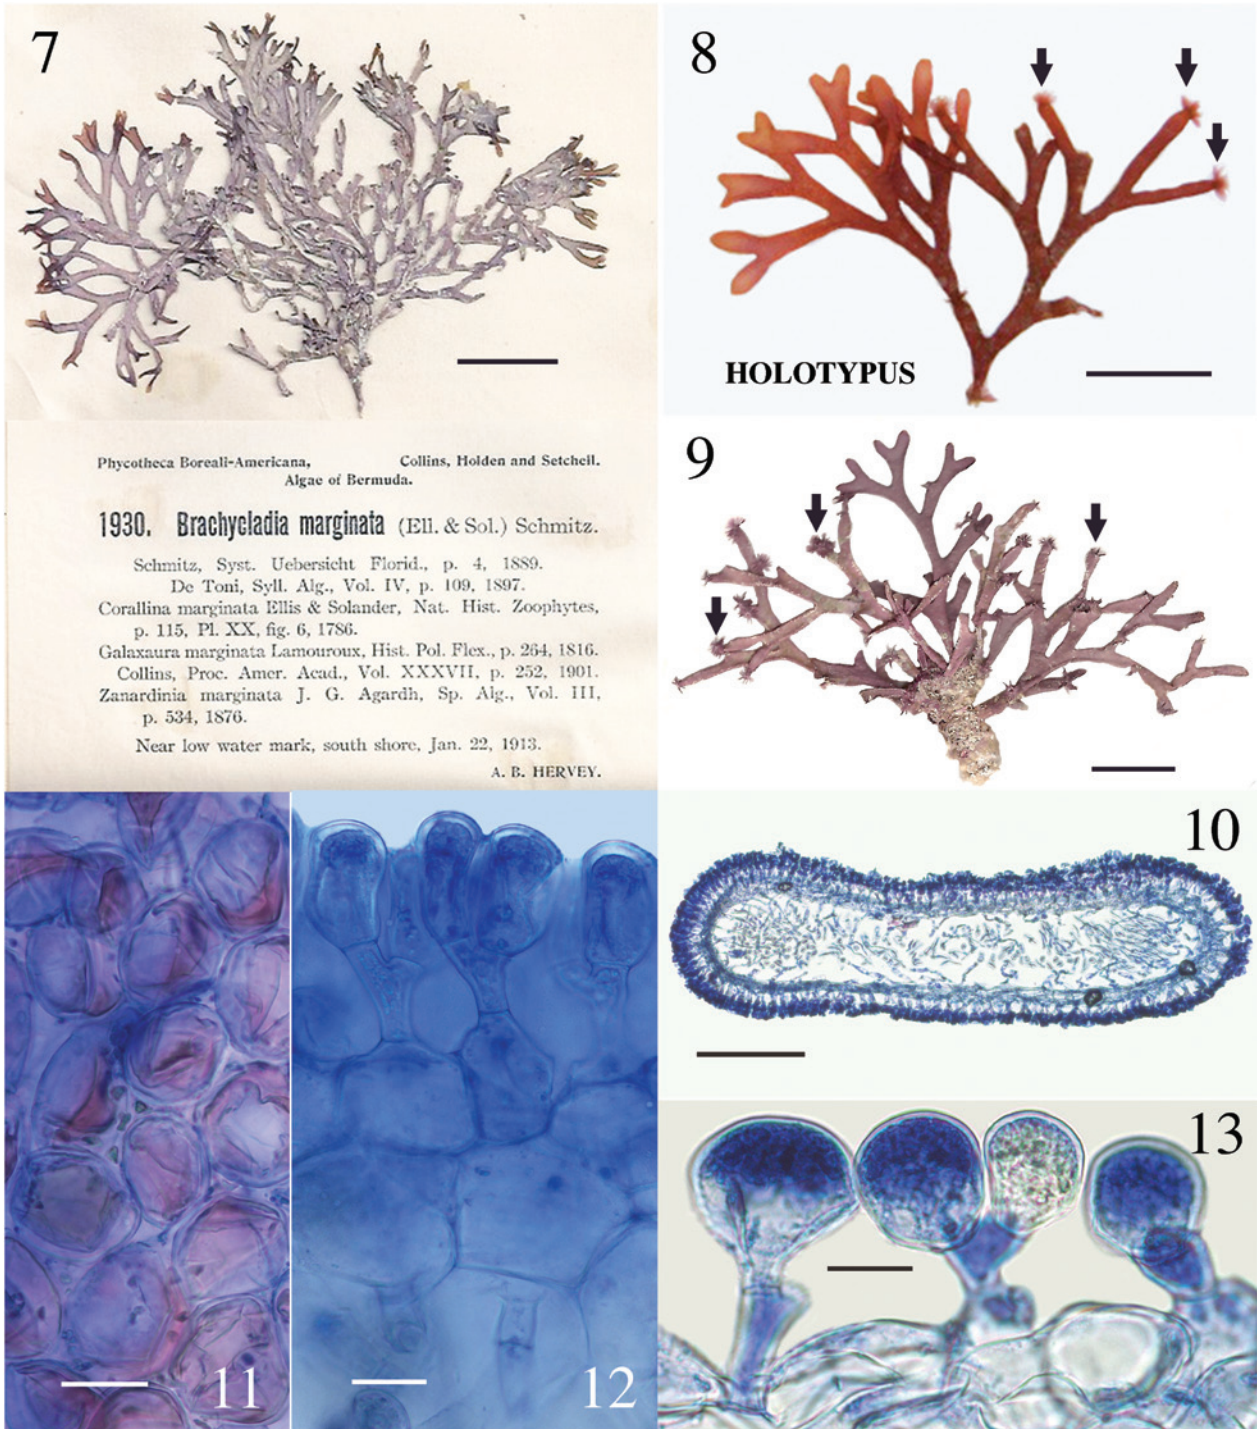 7
8
HOLOTYPUS
Phycotheca Boreali-Americana, Collins, Holden and Setchell.
Algae of Bermuda.
1930. Brachycladia marginata (Ell. & Sol.) Schmitz.
Schmitz, Syst. Uebersicht Florid., p. 4, 1889.
De Toni, Syll. Alg., Vol. IV, p. 109, 1897.
Corallina marginata Ellis & Solander, Nat. Hist. Zoophytes,
p. 115, Pl. XX, fig. 6, 1786.
Galaxaura marginata Lamouroux, Hist. Pol. Flex., p. 264, 1816.
Collins, Proc. Amer. Acad., Vol. XXXVII, p. 252, 1901.
Zanardinia marginata J. G. Agardh, Sp. Alg., Vol. III,
p. 534, 1876.
Near low water mark, south shore, Jan. 22, 1913.
A. B. HERVEY.
9
10
11
12
13